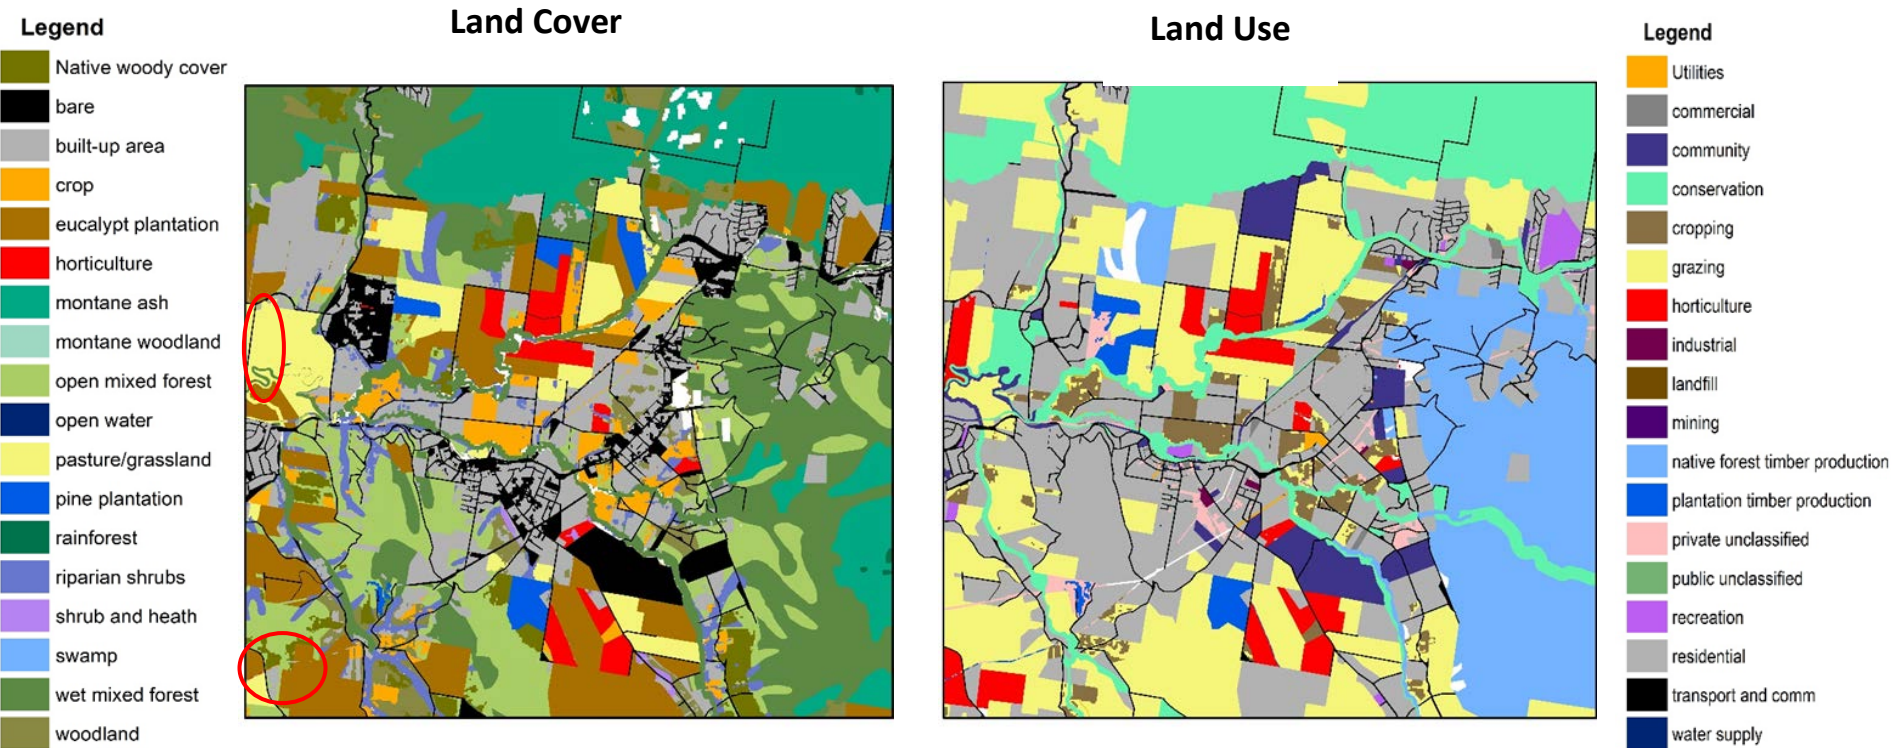 Land Cover
Land Use
Legend
Native woody cover
bare
built-up area
crop
eucalypt plantation
horticulture
montane ash
montane woodland
open mixed forest
open water
pasture/grassland
pine plantation
rainforest
riparian shrubs
shrub and heath
swamp
wet mixed forest
woodland
Legend
Utilities
commercial
community
conservation
cropping
grazing
horticulture
industrial
landfill
mining
native forest timber production
plantation timber production
private unclassified
public unclassified
recreation
residential
transport and comm
water supply